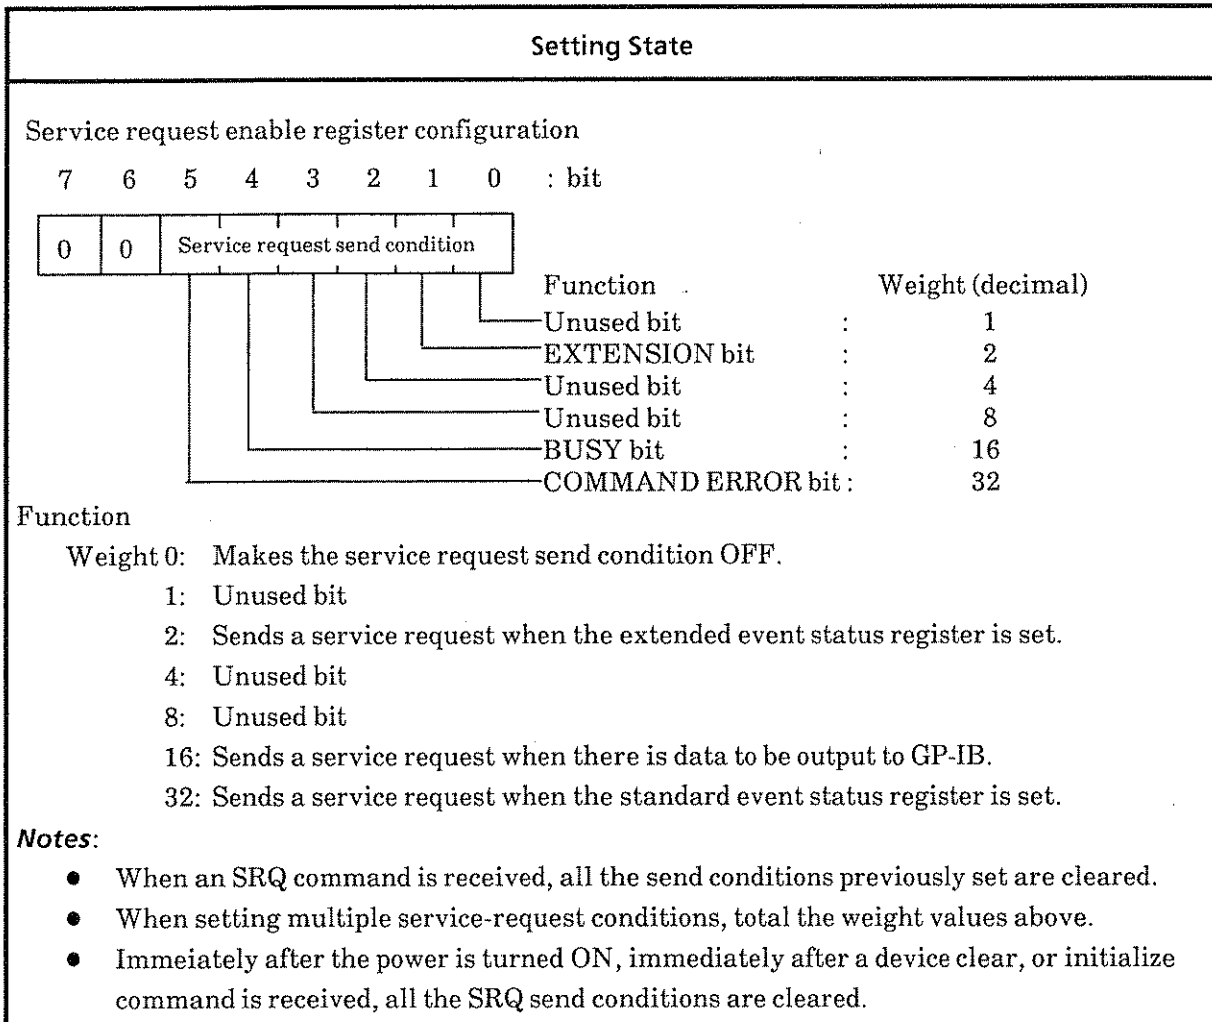 Setting State
Service request enable register configuration
7 6 5 4 3 2 1 0 : bit
0 0 Service request send condition
Function Weight (decimal)
Unused bit : 1
EXTENSION bit : 2
Unused bit : 4
Unused bit : 8
BUSY bit : 16
COMMAND ERROR bit : 32
Function
Weight 0: Makes the service request send condition OFF.
1: Unused bit
2: Sends a service request when the extended event status register is set.
4: Unused bit
8: Unused bit
16: Sends a service request when there is data to be output to GP-IB.
32: Sends a service request when the standard event status register is set.
Notes:
● When an SRQ command is received, all the send conditions previously set are cleared.
● When setting multiple service-request conditions, total the weight values above.
● Immeiately after the power is turned ON, immediately after a device clear, or initialize
command is received, all the SRQ send conditions are cleared.